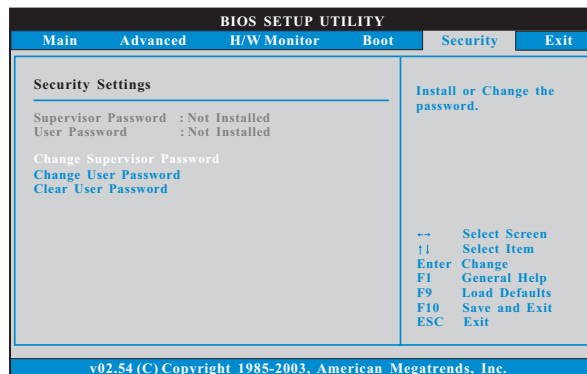 BIOS SETUP UTILITY
Main Advanced H/W Monitor Boot Security Exit
Security Settings
Supervisor Password : Not Installed
User Password : Not Installed
Change Supervisor Password
Change User Password
Clear User Password
Install or Change the
password.
←→ Select Screen
↑↓ Select Item
Enter Change
F1 General Help
F9 Load Defaults
F10 Save and Exit
ESC Exit
v02.54 (C) Copyright 1985-2003, American Megatrends, Inc.